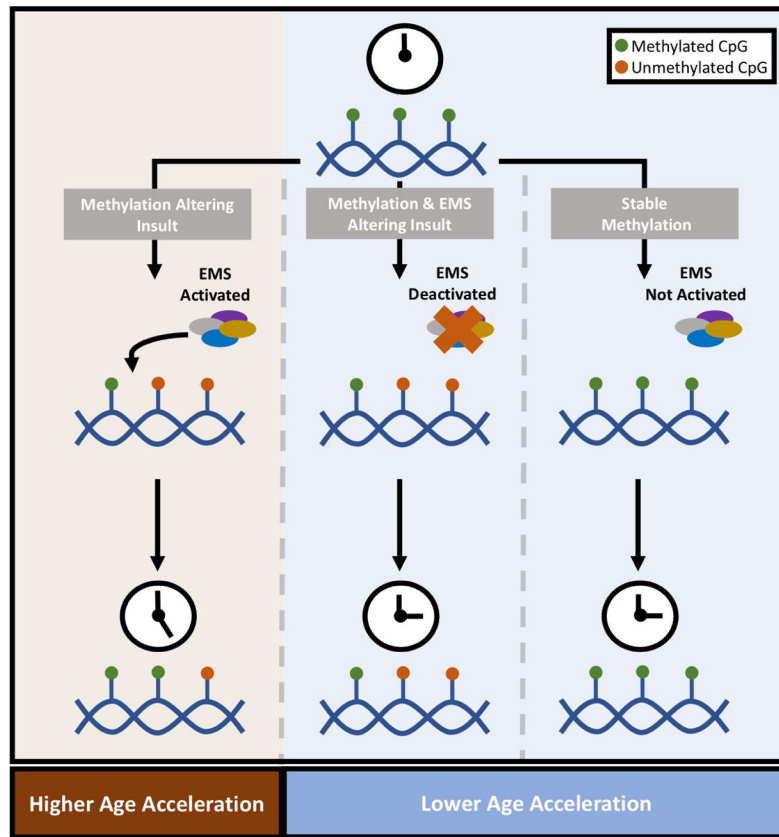 Methylated CpG
Unmethylated CpG
Methylation Altering
Insult
Methylation & EMS
Altering Insult
Stable
Methylation
EMS
Activated
EMS
Deactivated
EMS
Not Activated
Higher Age Acceleration
Lower Age Acceleration